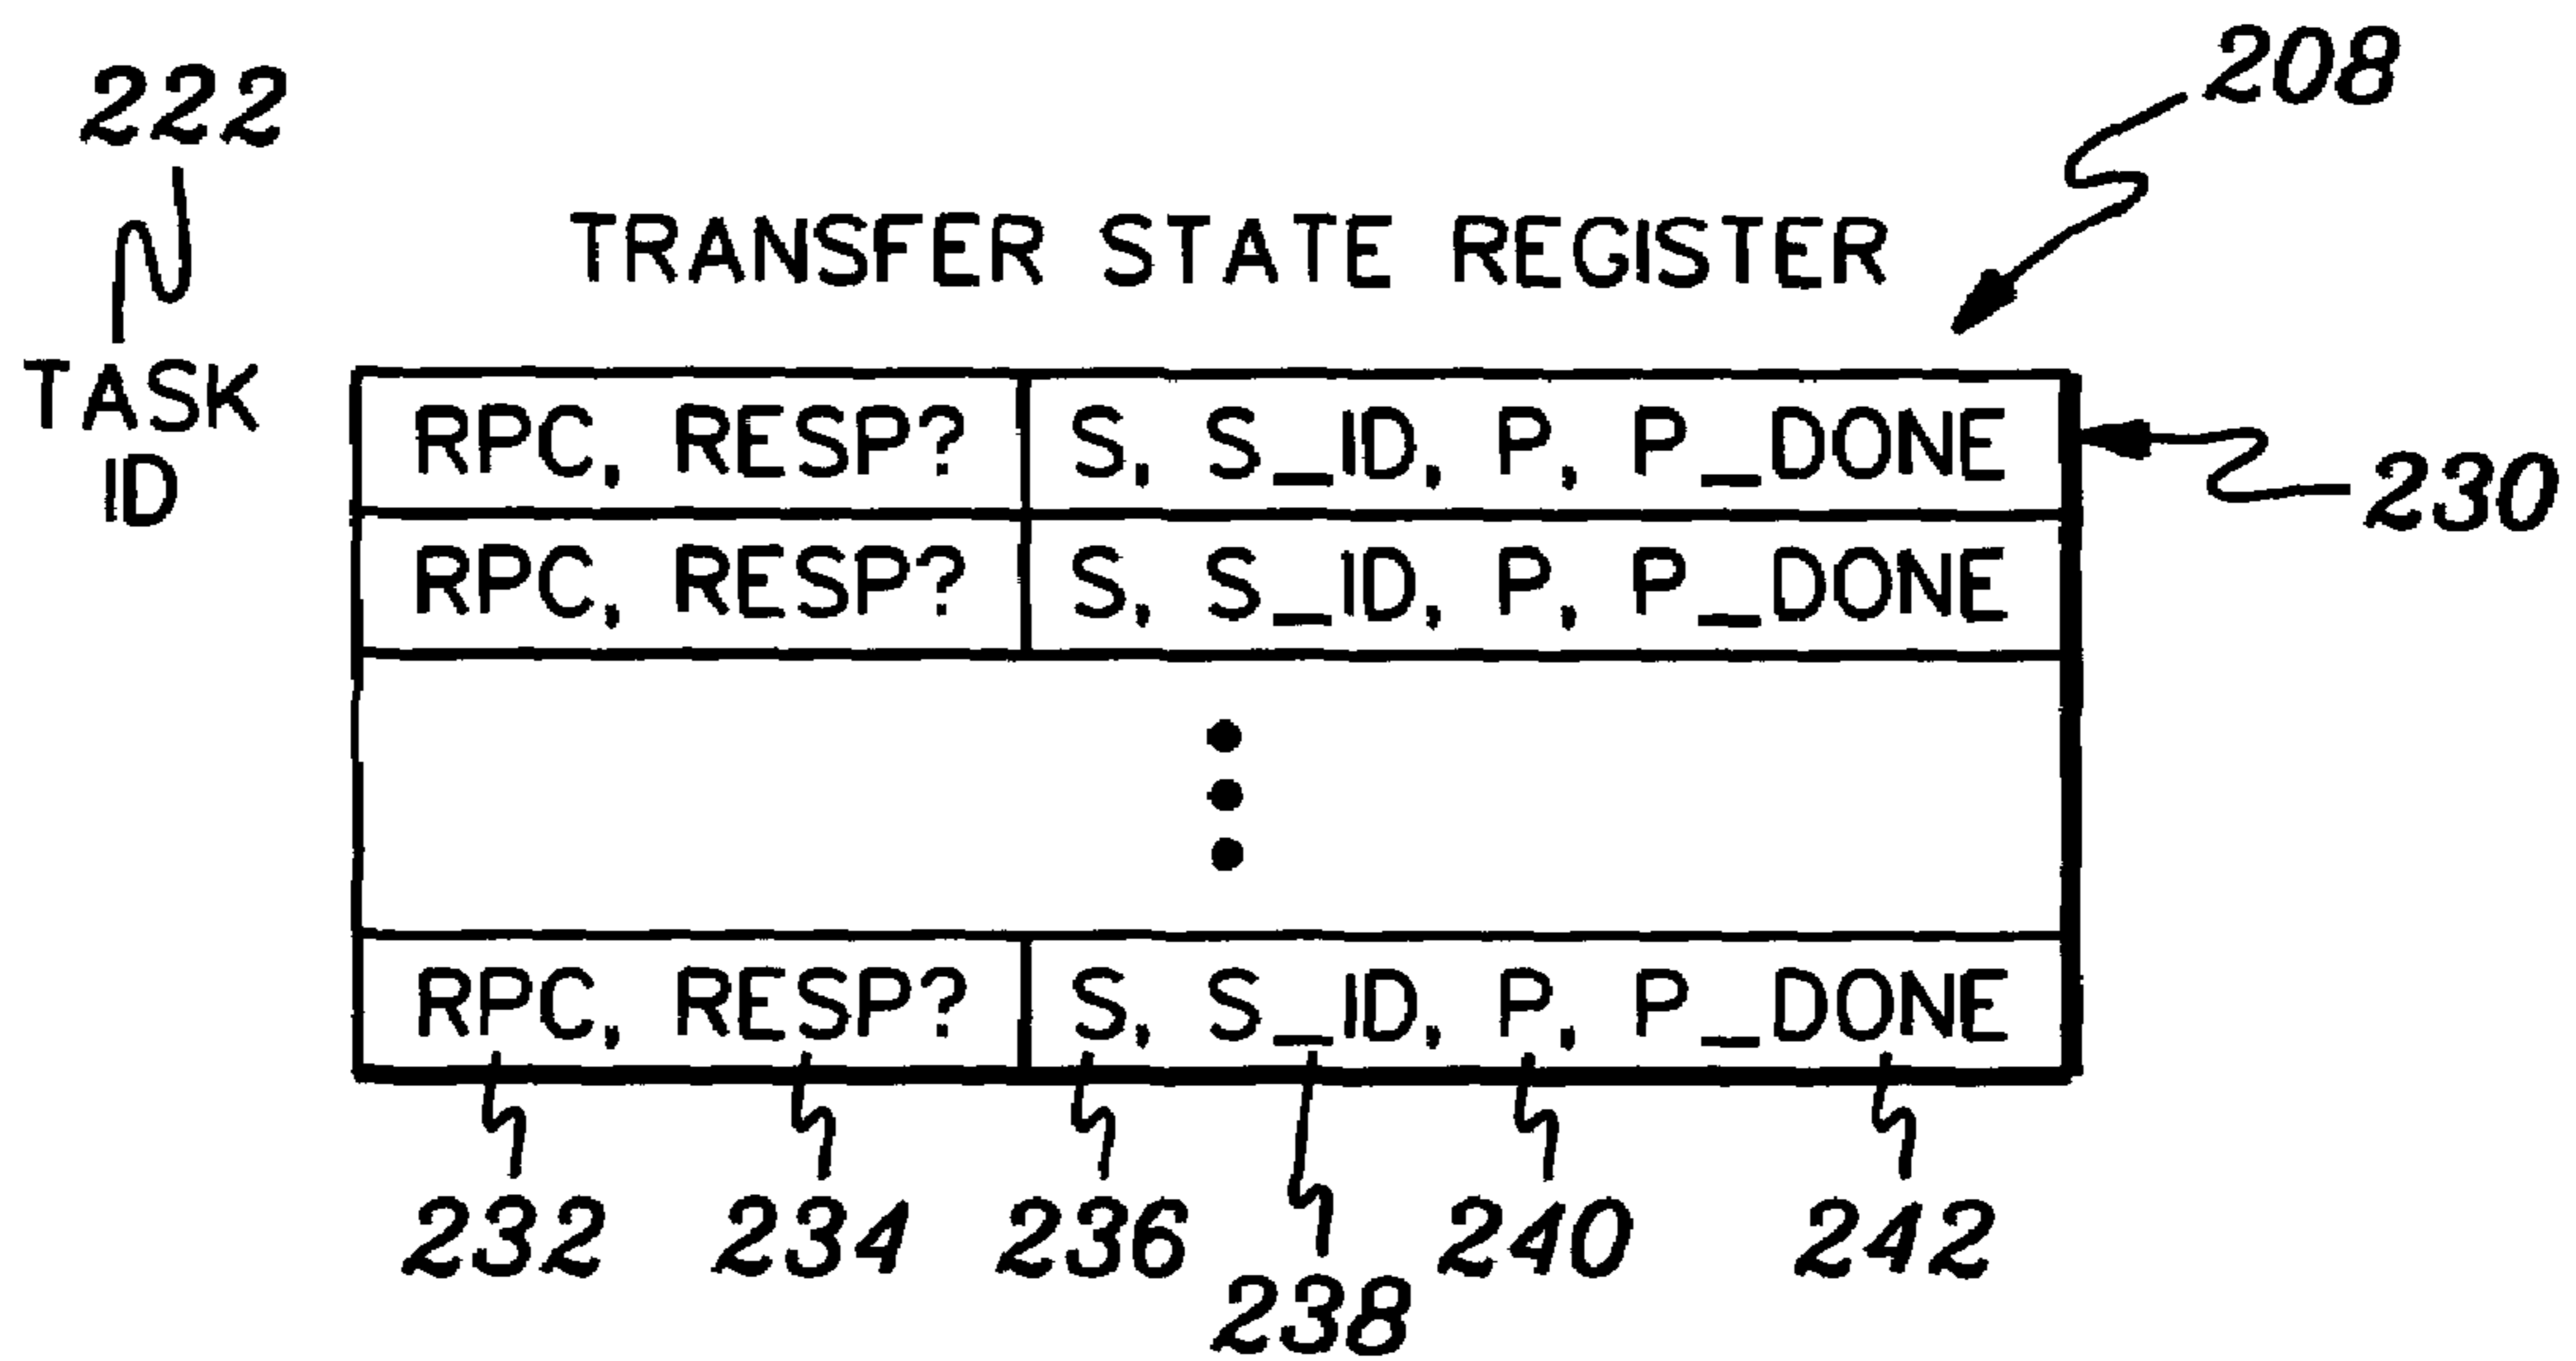 222
208
TRANSFER STATE REGISTER
TASK
ID
RPC, RESP? S, S_ID, P, P_DONE
230
RPC, RESP? S, S_ID, P, P_DONE
RPC, RESP? S, S_ID, P, P_DONE
232 234 236 238 240 242